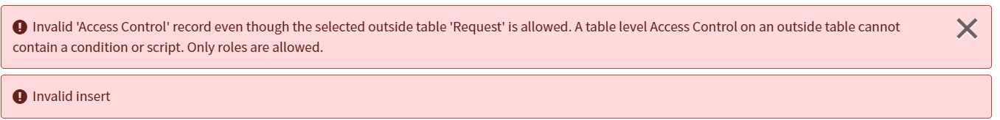 Invalid 'Access Control' record even though the selected outside table 'Request' is allowed. A table level Access Control on an outside table cannot
contain a condition or script. Only roles are allowed.
Invalid insert